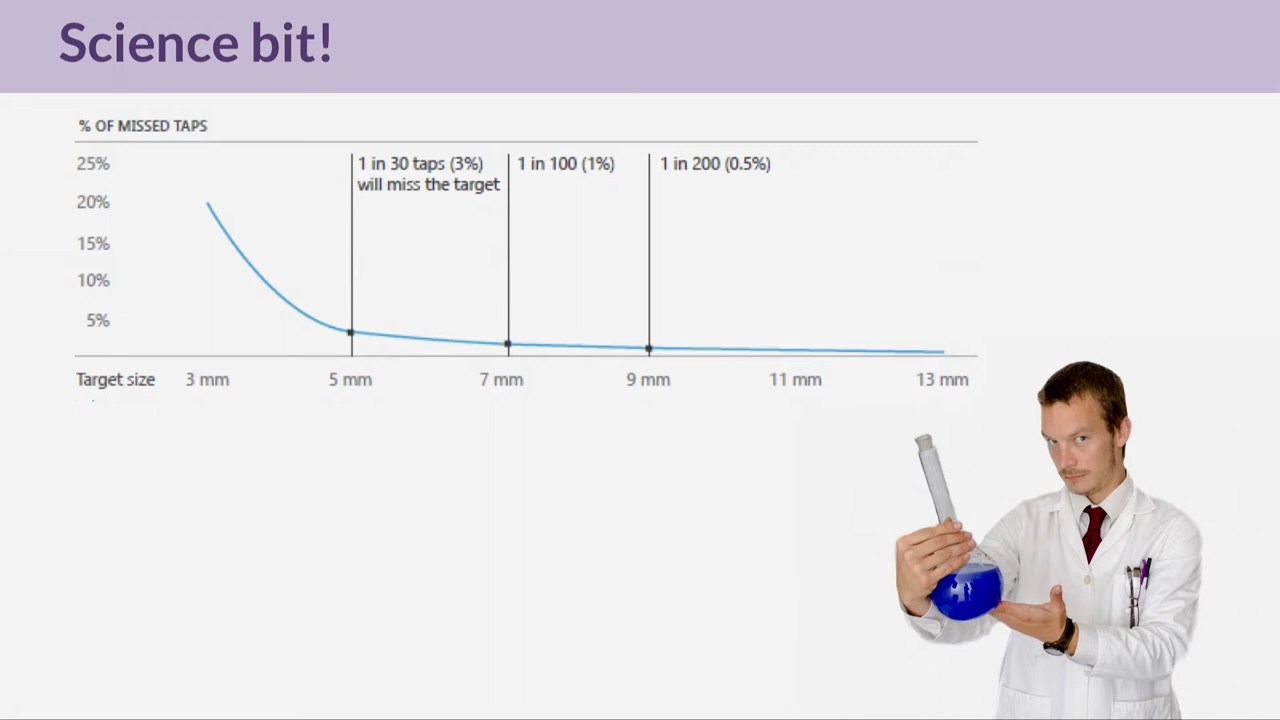 Science bit!
% OF MISSED TAPS
25%
1 in 30 taps (3%)
will miss the target
1 in 100 (1%)
1 in 200 (0.5%)
20%
15%
10%
5%
Target size 3 mm 5 mm 7 mm 9 mm 11 mm 13 mm